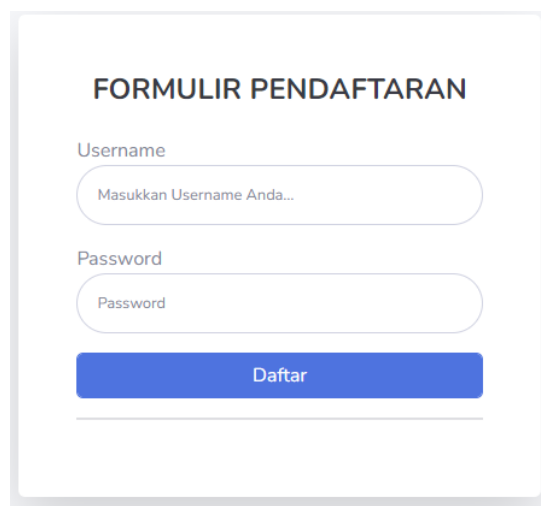 FORMULIR PENDAFTARAN
Username
Masukkan Username Anda...
Password
Password
Daftar